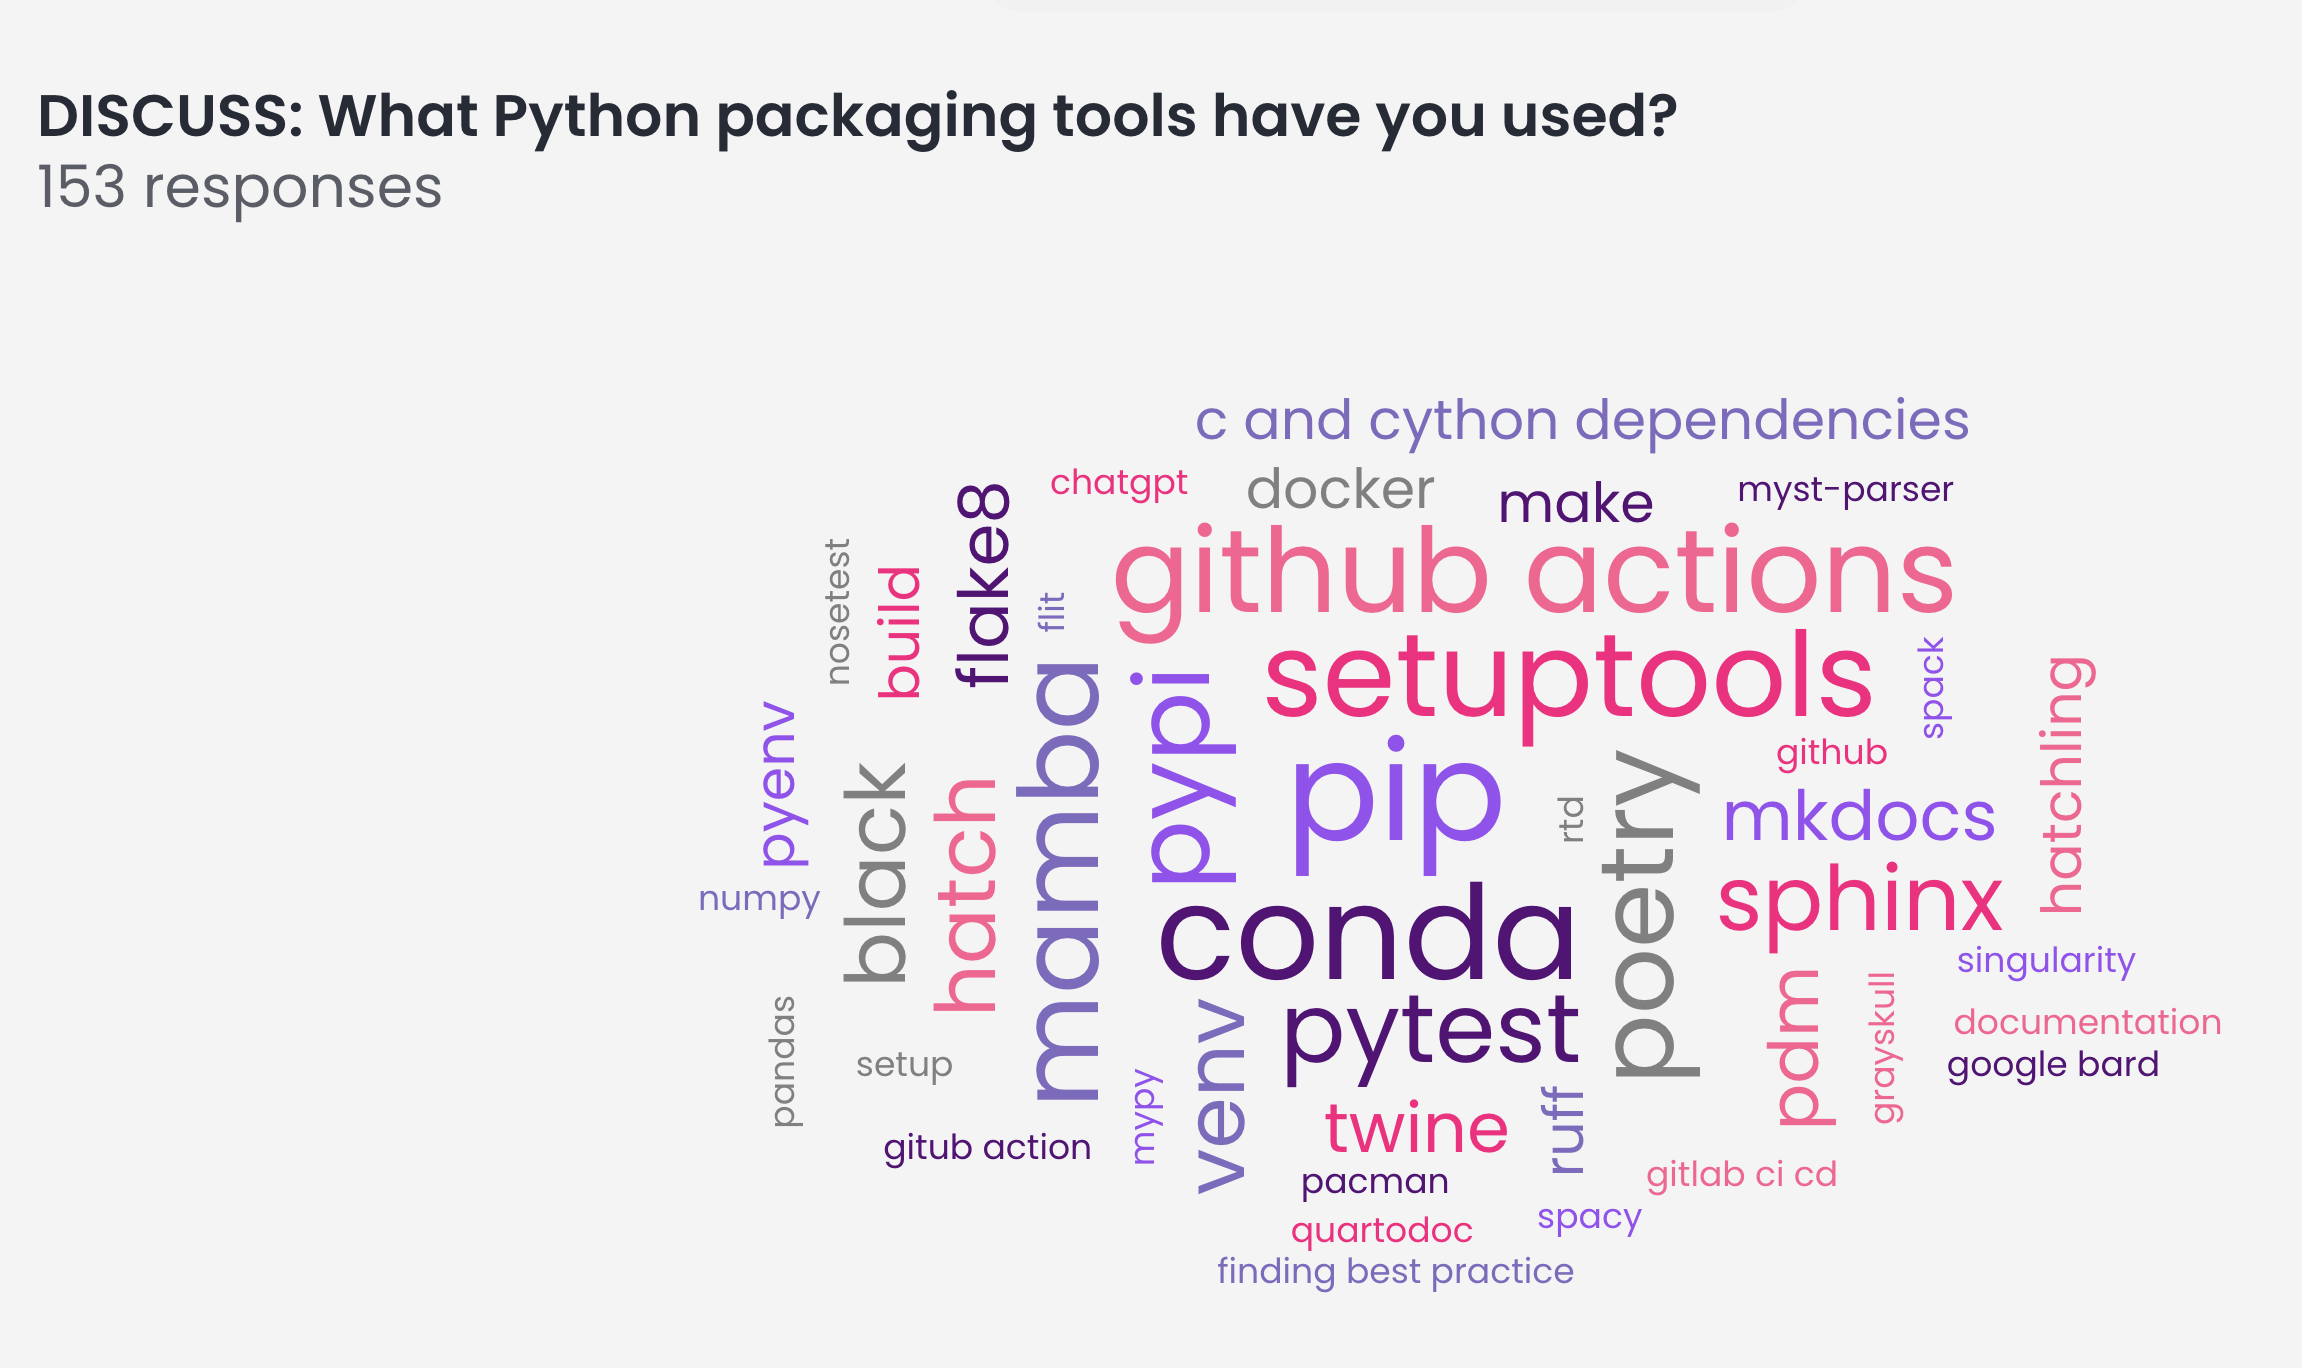 DISCUSS: What Python packaging tools have you used?
153 responses
c and cython dependencies
chatgpt
docker
make
myst-parser
flake8
nosetest
build
flit
github actions
setuptools
spack
hatchling
pyenv
mamba
pypi
pip
github
black
hatch
rtd
poetry
mkdocs
numpy
conda
sphinx
singularity
pandas
setup
venv
pytest
pdm
grayskull
documentation
google bard
mypy
twine
ruff
gitub action
pacman
gitlab ci cd
quartodoc
spacy
finding best practice